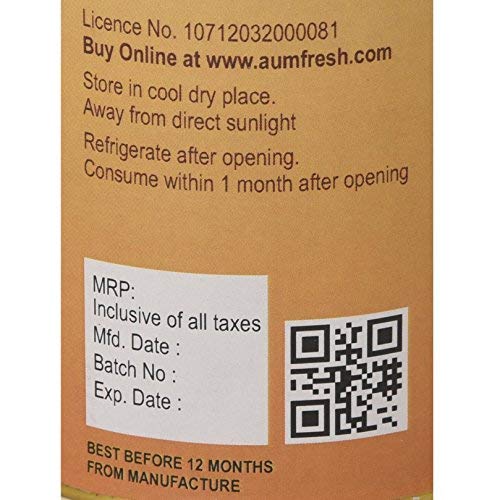 Licence No. 10712032000081
Buy Online at www.aumfresh.com
Store in cool dry place.
Away from direct sunlight
Refrigerate after opening.
Consume within 1 month after opening
MRP:
Inclusive of all taxes
Mfd. Date :
Batch No :
Exp. Date :
BEST BEFORE 12 MONTHS
FROM MANUFACTURE